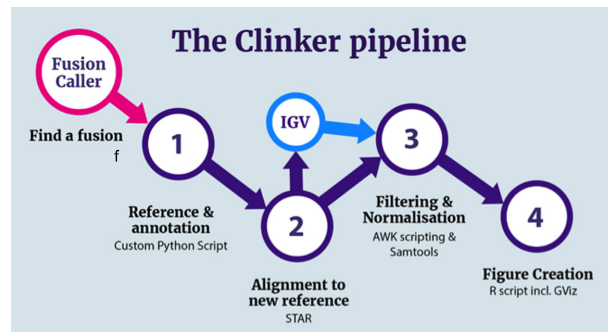 The Clinker pipeline
Fusion
Caller
Find a fusion
f
1
Reference &
annotation
Custom Python Script
IGV
2
Alignment to
new reference
STAR
3
Filtering &
Normalisation
AWK scripting &
Samtools
4
Figure Creation
R script incl. GViz